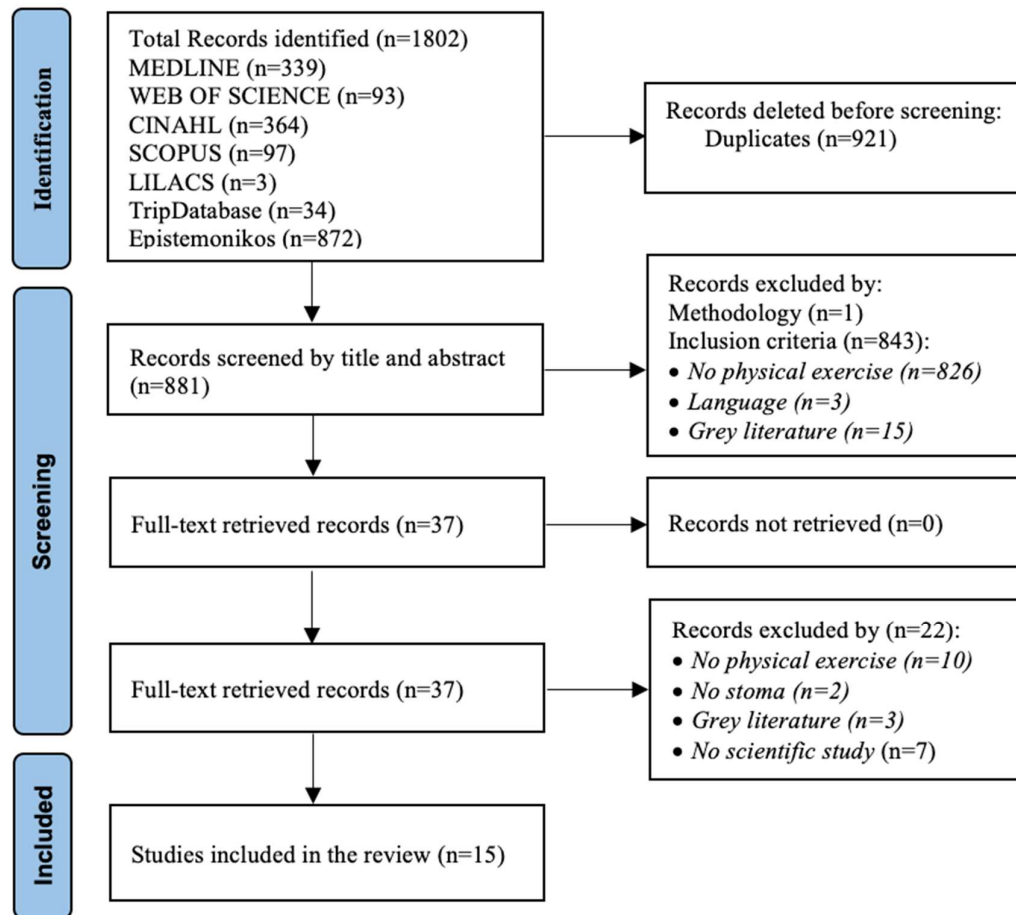 Identification
Total Records identified (n=1802)
MEDLINE (n=339)
WEB OF SCIENCE (n=93)
CINAHL (n=364)
SCOPUS (n=97)
LILACS (n=3)
TripDatabase (n=34)
Epistemonikos (n=872)
Records deleted before screening:
Duplicates (n=921)
Screening
Records screened by title and abstract
(n=881)
Records excluded by:
Methodology (n=1)
Inclusion criteria (n=843):
• No physical exercise (n=826)
• Language (n=3)
• Grey literature (n=15)
Full-text retrieved records (n=37)
Records not retrieved (n=0)
Full-text retrieved records (n=37)
Records excluded by (n=22):
• No physical exercise (n=10)
• No stoma (n=2)
• Grey literature (n=3)
• No scientific study (n=7)
Included
Studies included in the review (n=15)